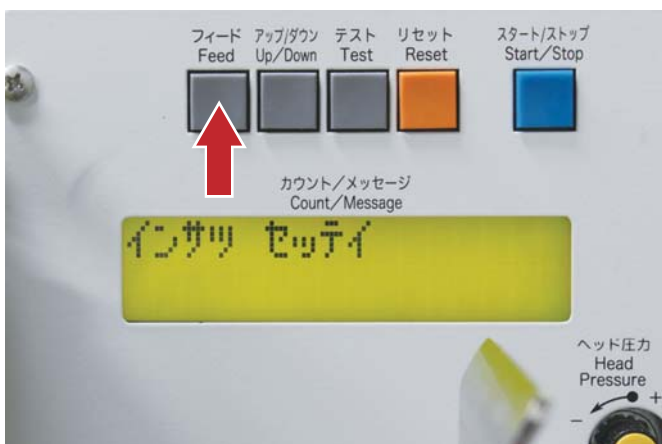 フィード アップ/ダウン テスト リセット スタート/ストップ
Feed Up/Down Test Reset Start/Stop
カウント/メッセージ
Count/Message
インサツ セッテイ
ヘッド圧力
Head
Pressure
- +